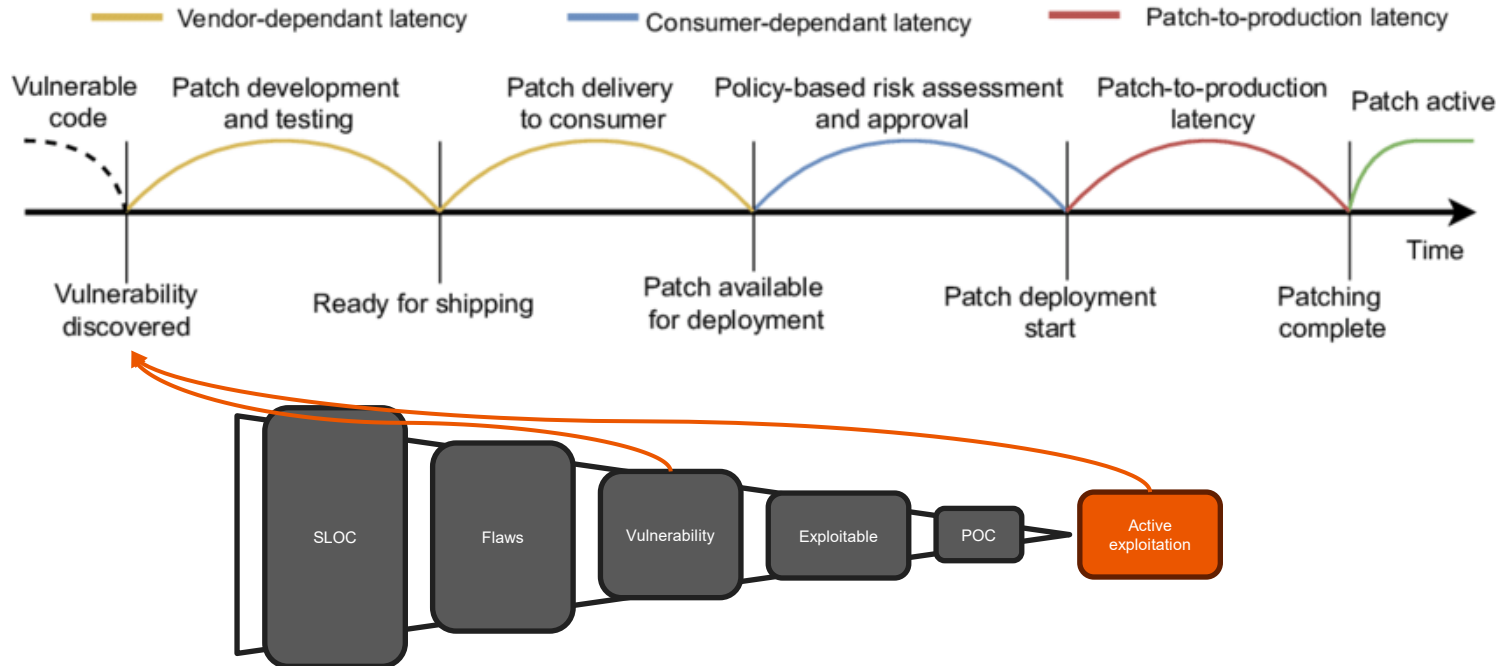 Vendor-dependant latency
Consumer-dependant latency
Patch-to-production latency
Vulnerable
code
Patch development
and testing
Patch delivery
to consumer
Policy-based risk assessment
and approval
Patch-to-production
latency
Patch active
Time
Vulnerability
discovered
Ready for shipping
Patch available
for deployment
Patch deployment
start
Patching
complete
SLOC
Flaws
Vulnerability
Exploitable
POC
Active
exploitation